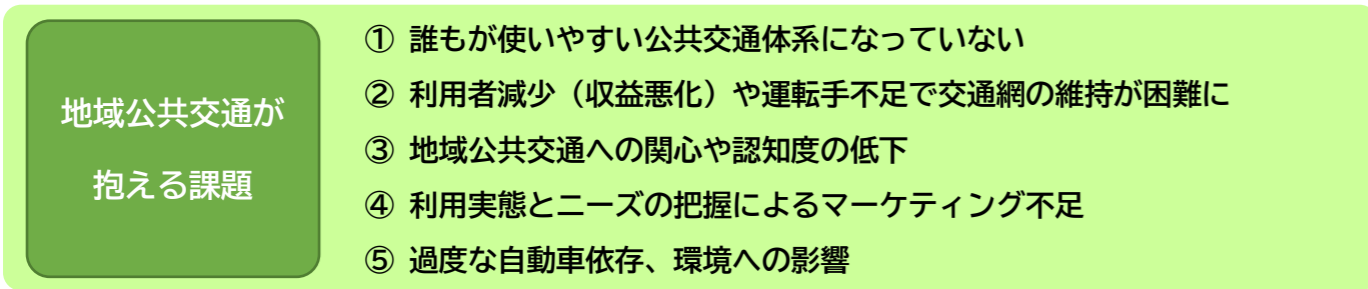 地域公共交通が
抱える課題
① 誰もが使いやすい公共交通体系になっていない
② 利用者減少（収益悪化）や運転手不足で交通網の維持が困難に
③ 地域公共交通への関心や認知度の低下
④ 利用実態とニーズの把握によるマーケティング不足
⑤ 過度な自動車依存、環境への影響